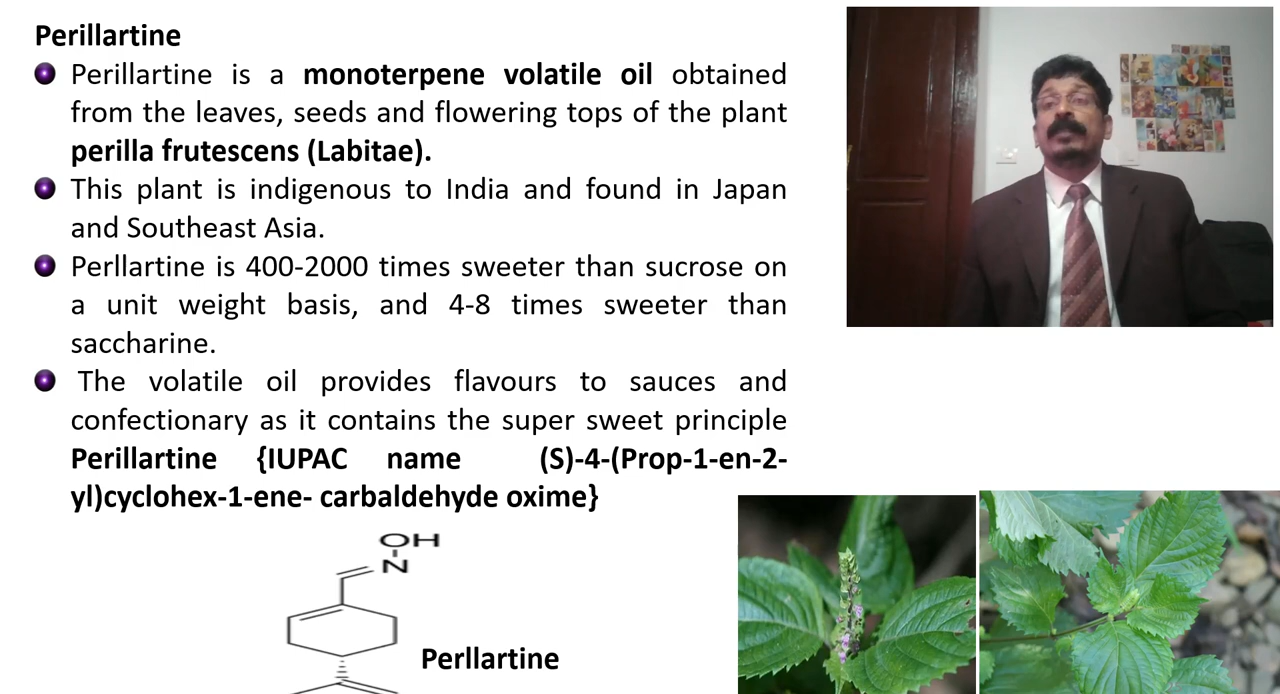 Perillartine
Perillartine is a monoterpene volatile oil obtained
from the leaves, seeds and flowering tops of the plant
perilla frutescens (Labitae).
This plant is indigenous to India and found in Japan
and Southeast Asia.
Perllartine is 400-2000 times sweeter than sucrose on
a unit weight basis, and 4-8 times sweeter than
saccharine.
The volatile oil provides flavours to sauces and
confectionary as it contains the super sweet principle
Perillartine {IUPAC name (S)-4-(Prop-1-en-2-
yl)cyclohex-1-ene- carbaldehyde oxime}
OH
N
Perllartine